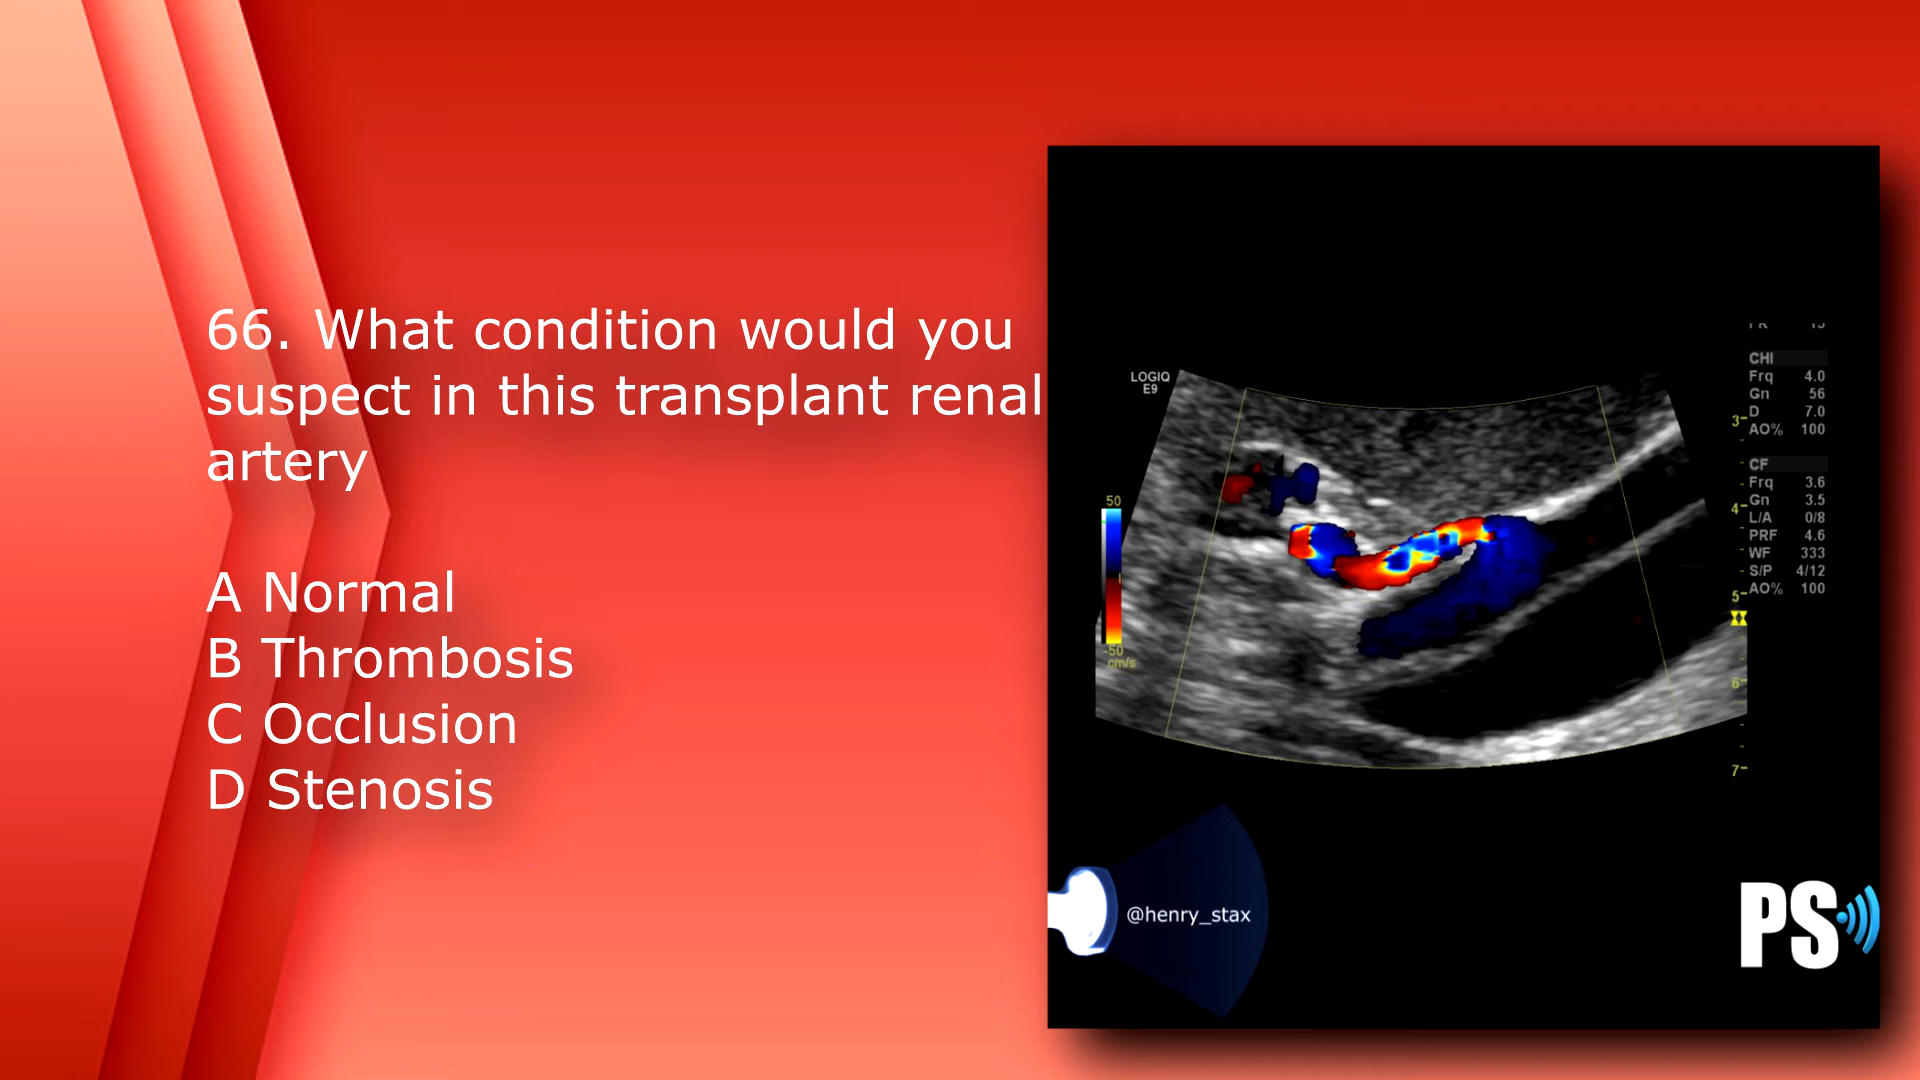 66. What condition would you
suspect in this transplant renal
artery
A Normal
B Thrombosis
C Occlusion
D Stenosis
LOGIQ
E9
50
-50
cm/s
3
4
5
6
7
CHI
Frq 4.0
Gn 56
D 7.0
AO% 100
CF
Frq 3.6
Gn 3.5
L/A 0/8
PRF 4.6
WF 333
S/P 4/12
AO% 100
@henry_stax
PS